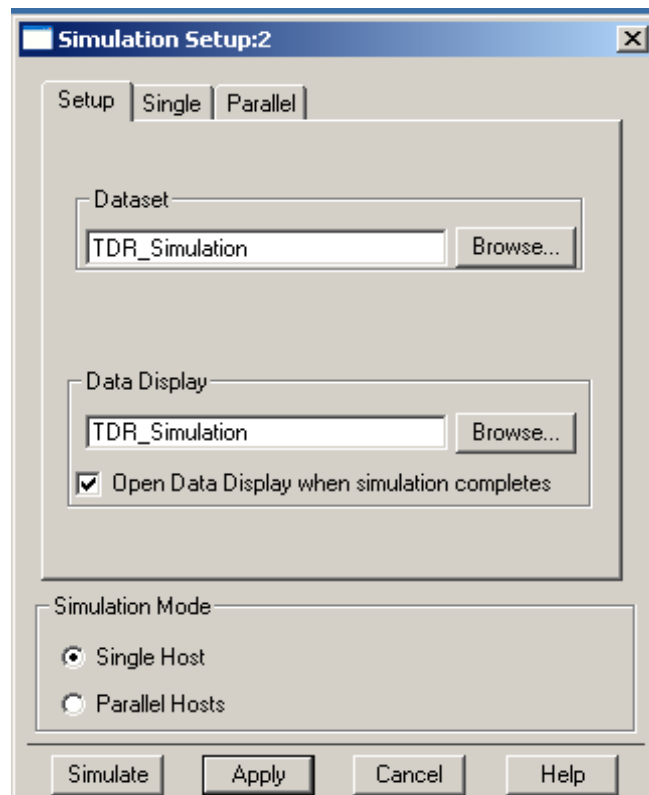 Simulation Setup:2
Setup Single Parallel
Dataset
TDR_Simulation Browse...
Data Display
TDR_Simulation Browse...
Open Data Display when simulation completes
Simulation Mode
Single Host
Parallel Hosts
Simulate Apply Cancel Help